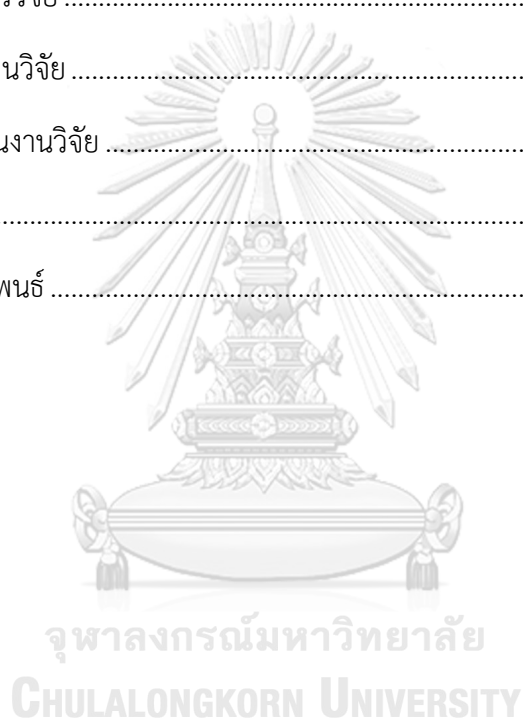 นวิจัย ........................................................................
นงานวิจัย ........................................................................
........................................................................
พนธ์ ........................................................................
จุฬาลงกรณ์มหาวิทยาลัย
CHULALONGKORN UNIVERSITY